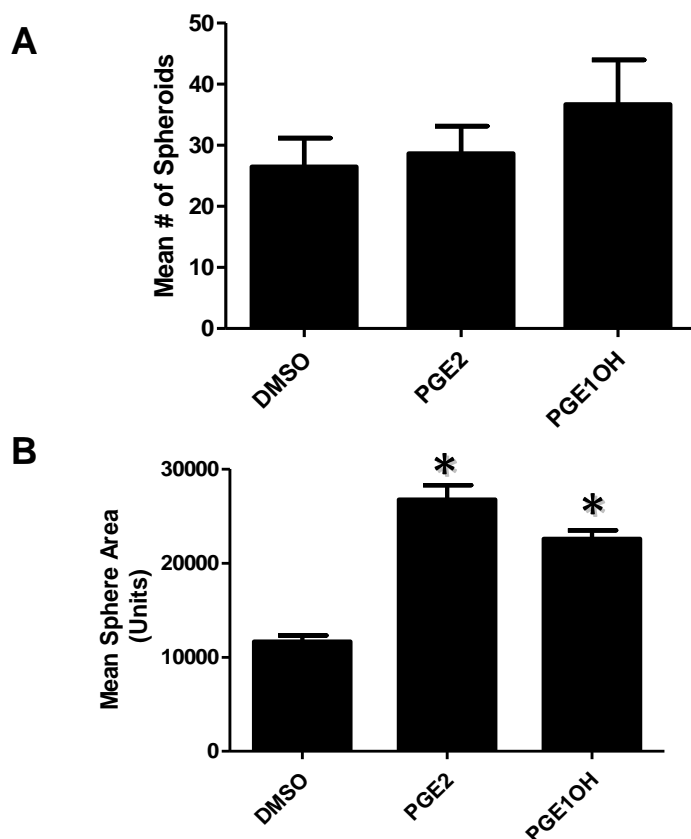 A
Mean # of Spheroids
50
40
30
20
10
0
DMSO
PGE2
PGE1OH
B
Mean Sphere Area
(Units)
30000
20000
10000
0
*
*
DMSO
PGE2
PGE1OH